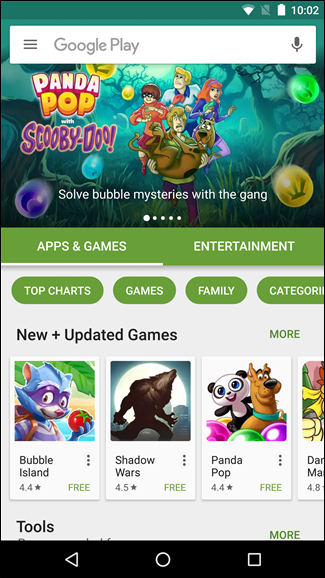 10:02
Google Play
PANDA
POP
with
SCOOBY-DOO!
Solve bubble mysteries with the gang
APPS & GAMES ENTERTAINMENT
TOP CHARTS GAMES FAMILY CATEGORI
New + Updated Games MORE
Bubble Shadow Panda Dar
Island Wars Pop Ma
4.4★ FREE 4.5★ FREE 4.4★ FREE 4.8
Tools MORE